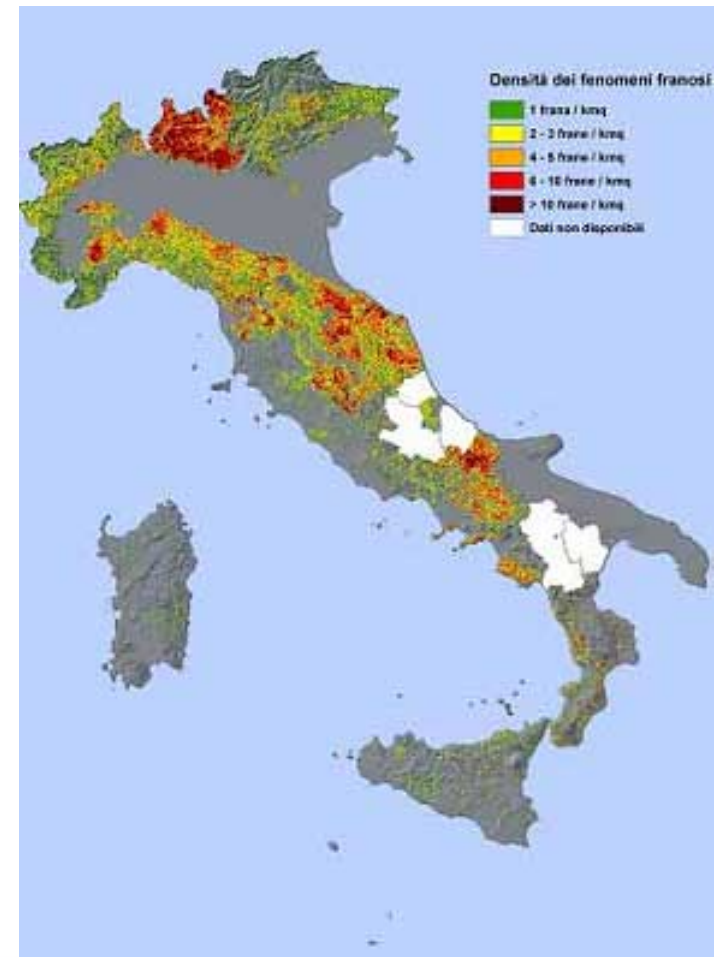 Densità dei fenomeni franosi
1 frana / kmq
2 - 3 frane / kmq
4 - 5 frane / kmq
6 - 10 frane / kmq
> 10 frane / kmq
Dati non disponibili